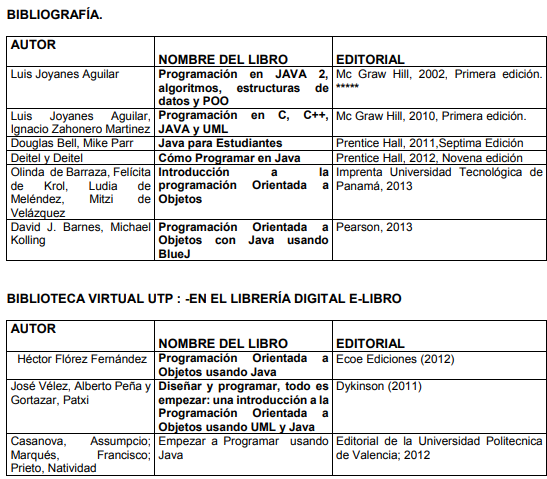 BIBLIOGRAFÍA.
AUTOR
NOMBRE DEL LIBRO
EDITORIAL
Luis Joyanes Aguilar
Programación en JAVA 2,
algoritmos, estructuras de
datos y POO
Mc Graw Hill, 2002, Primera edición.
*****
Luis Joyanes Aguilar,
Ignacio Zahonero Martinez
Programación en C, C++,
JAVA y UML
Mc Graw Hill, 2010, Primera edición.
Douglas Bell, Mike Parr
Java para Estudiantes
Prentice Hall, 2011,Septima Edición
Deitel y Deitel
Cómo Programar en Java
Prentice Hall, 2012, Novena edición
Olinda de Barraza, Felícita
de Krol, Ludia de
Meléndez, Mitzi de
Velázquez
Introducción a la
programación Orientada a
Objetos
Imprenta Universidad Tecnológica de
Panamá, 2013
David J. Barnes, Michael
Kolling
Programación Orientada a
Objetos con Java usando
BlueJ
Pearson, 2013
BIBLIOTECA VIRTUAL UTP : -EN EL LIBRERÍA DIGITAL E-LIBRO
AUTOR
NOMBRE DEL LIBRO
EDITORIAL
Héctor Flórez Fernández
Programación Orientada a
Objetos usando Java
Ecoe Ediciones (2012)
José Vélez, Alberto Peña y
Gortazar, Patxi
Diseñar y programar, todo es
empezar: una introducción a la
Programación Orientada a
Objetos usando UML y Java
Dykinson (2011)
Casanova, Assumpcio;
Marqués, Francisco;
Prieto, Natividad
Empezar a Programar usando
Java
Editorial de la Universidad Politecnica
de Valencia; 2012